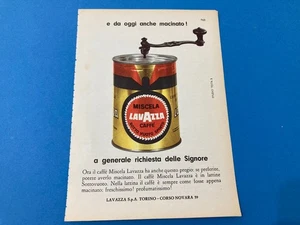 e da oggi anche macinato!
MISCELA
LAVAZZA
CAFFÈ
a generale richiesta delle Signore
Ora il caffè Miscela Lavazza ha anche questo pregio: se preferite,
potete averlo macinato. Il caffè Miscela Lavazza è in lattine
Sottovuoto. Nella lattina il caffè è sempre come fosse appena
macinato, freschissimo! profumatissimo!
LAVAZZA S.p.A. TORINO - CORSO NOVARA 59